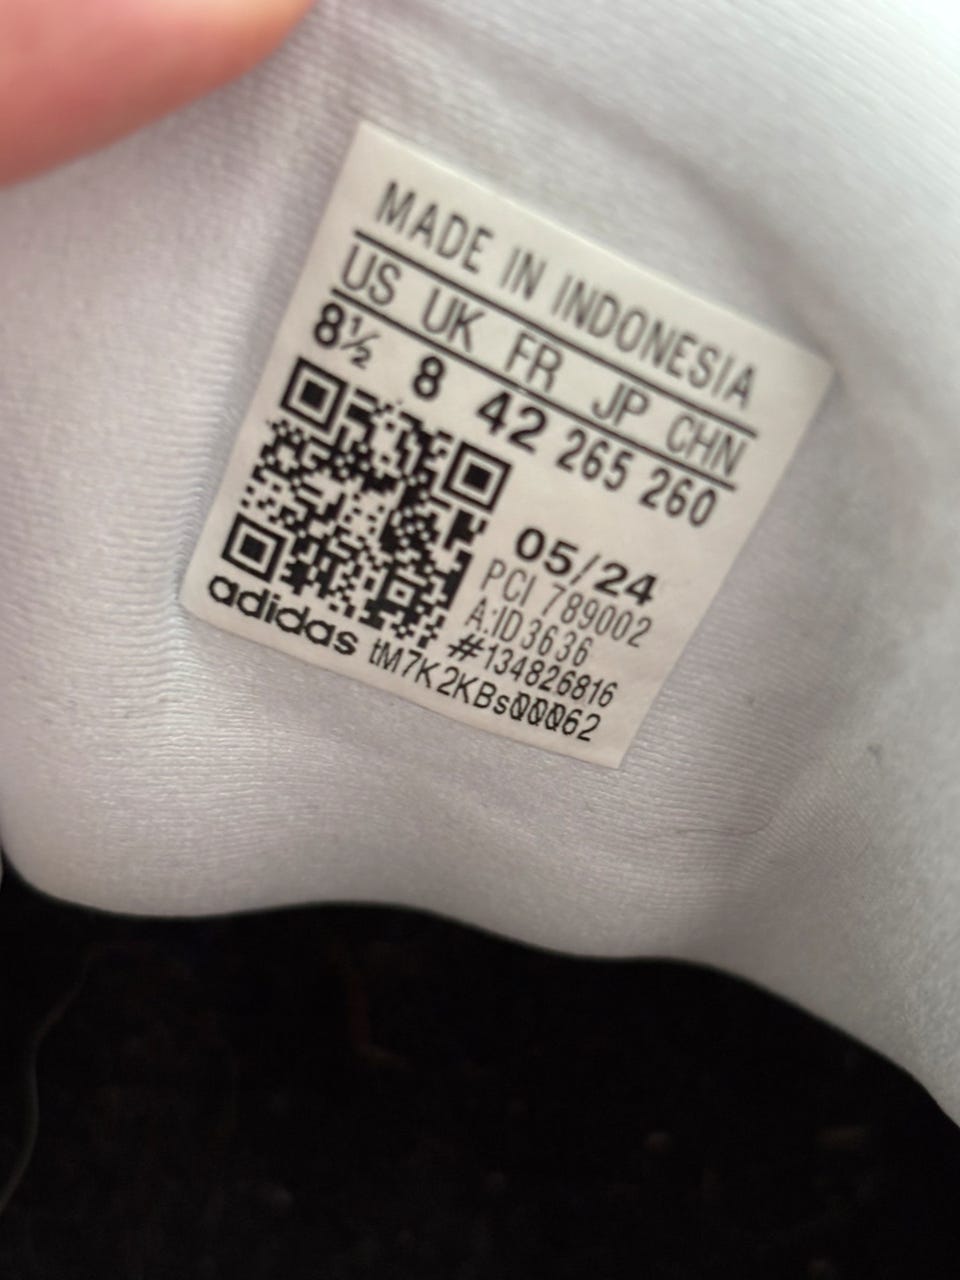 MADE IN INDONESIA
US UK FR JP CHN
8½ 8 42 265 260
05/24
PCI 789002
A:ID3636
#134826816
adidas tM7K2KBs00062